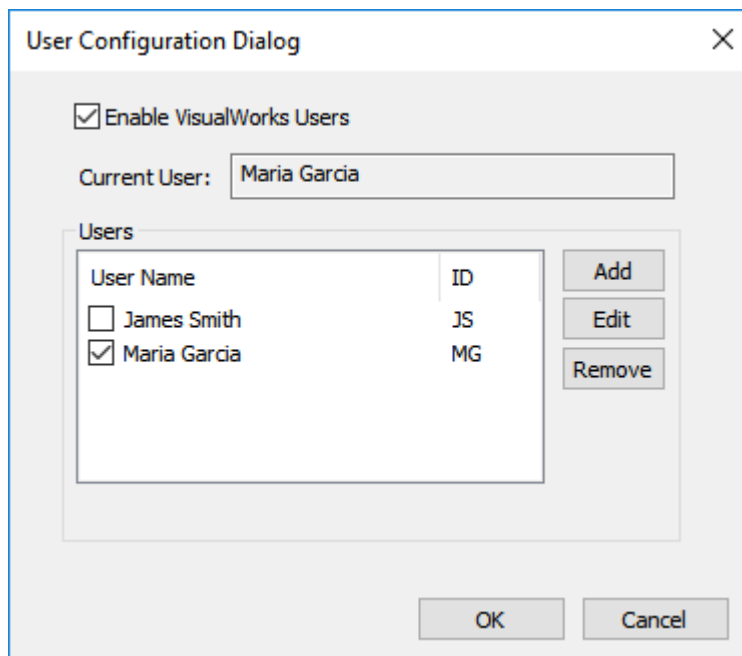 User Configuration Dialog
Enable VisualWorks Users
Current User: Maria Garcia
Users
User Name ID
Add
James Smith JS
Edit
Maria Garcia MG
Remove
OK Cancel